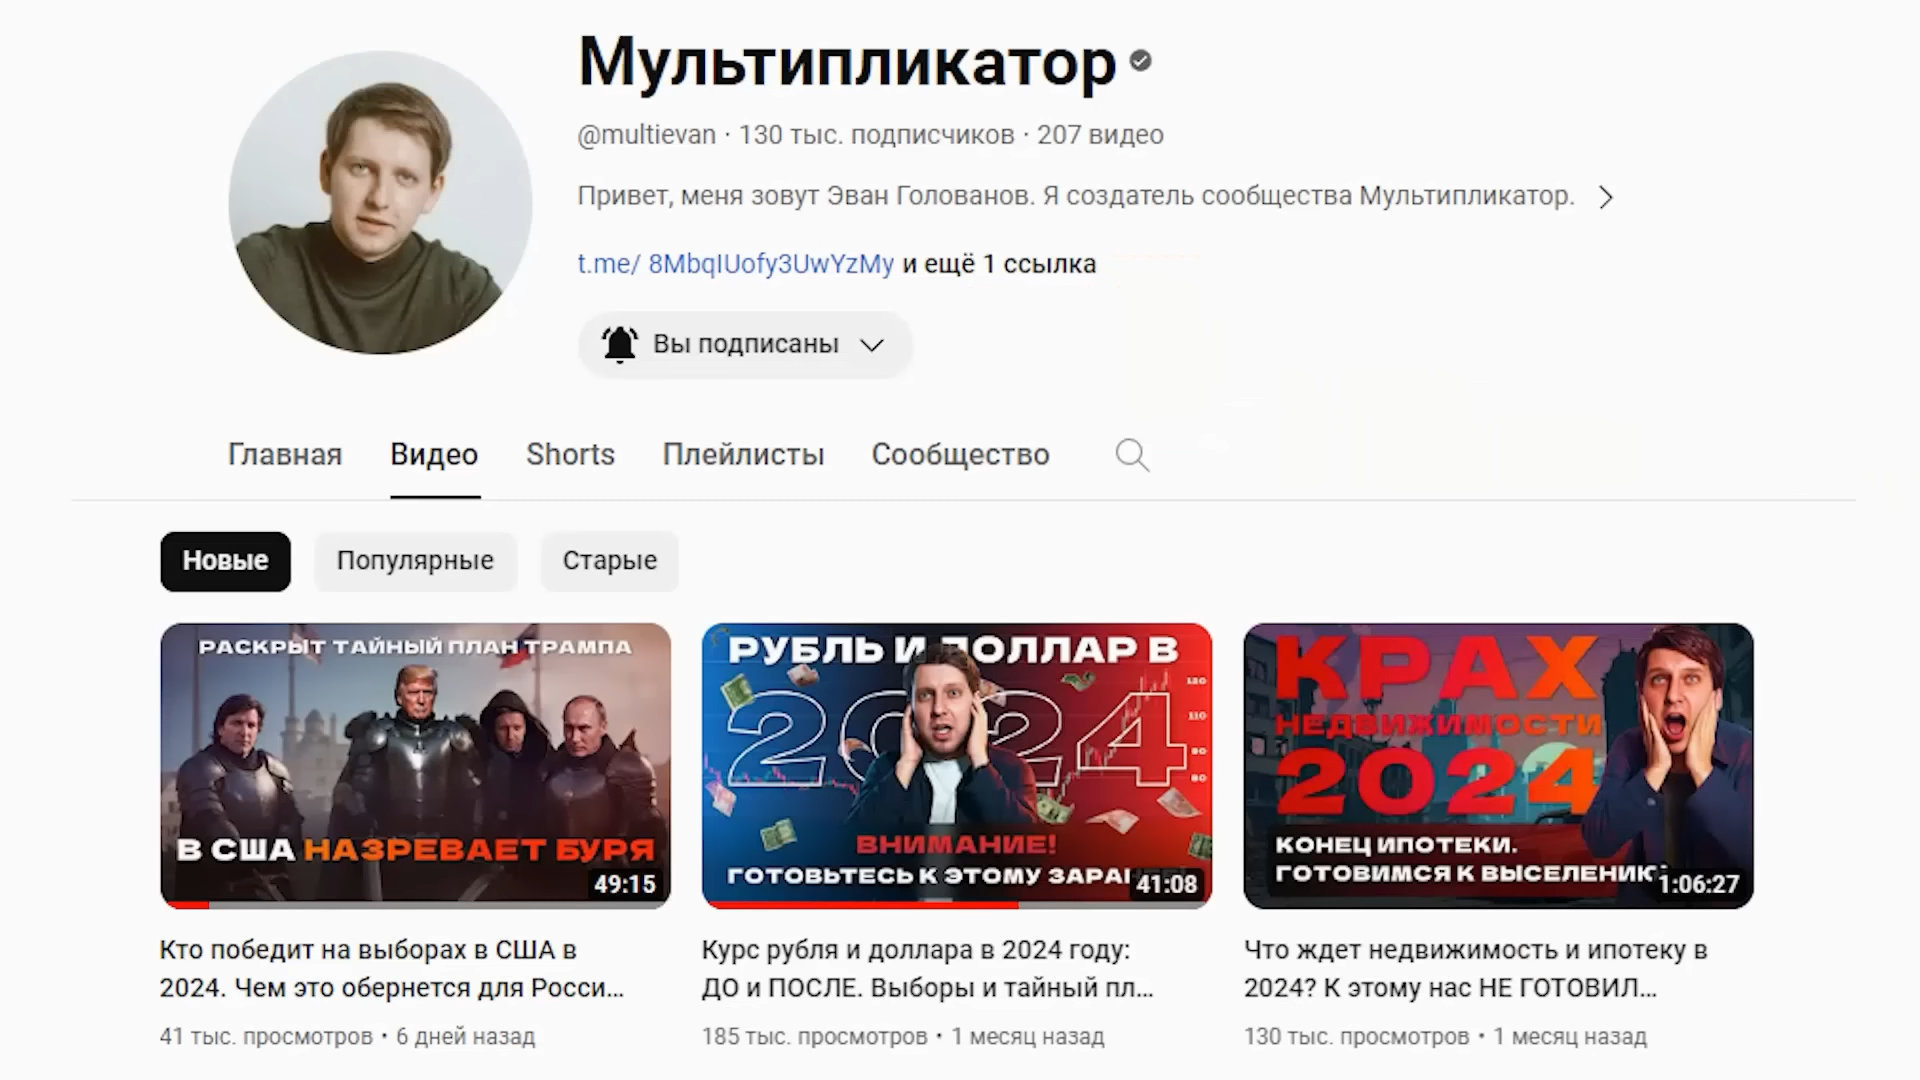 Мультипликатор
@multievan · 130 тыс. подписчиков · 207 видео
Привет, меня зовут Эван Голованов. Я создатель сообщества Мультипликатор.
t.me/ 8MbqIUofy3UwYzMy и ещё 1 ссылка
Вы подписаны
Главная Видео Shorts Плейлисты Сообщество
Новые Популярные Старые
РАСКРЫТ ТАЙНЫЙ ПЛАН ТРАМПА
В США НАЗРЕВАЕТ БУРЯ
49:15
РУБЛЬ И ДОЛЛАР В
2024
120
110
90
80
ВНИМАНИЕ!
ГОТОВЬТЕСЬ К ЭТОМУ
41:08
КРАХ
НЕДВИЖИМОСТИ
2024
КОНЕЦ ИПОТЕКИ.
ГОТОВИМСЯ К ВЫСЕЛЕНИЮ
1:06:27
Кто победит на выборах в США в
2024. Чем это обернется для Росси...
41 тыс. просмотров • 6 дней назад
Курс рубля и доллара в 2024 году:
ДО и ПОСЛЕ. Выборы и тайный пл...
185 тыс. просмотров • 1 месяц назад
Что ждет недвижимость и ипотеку в
2024? К этому нас НЕ ГОТОВИЛ...
130 тыс. просмотров • 1 месяц назад